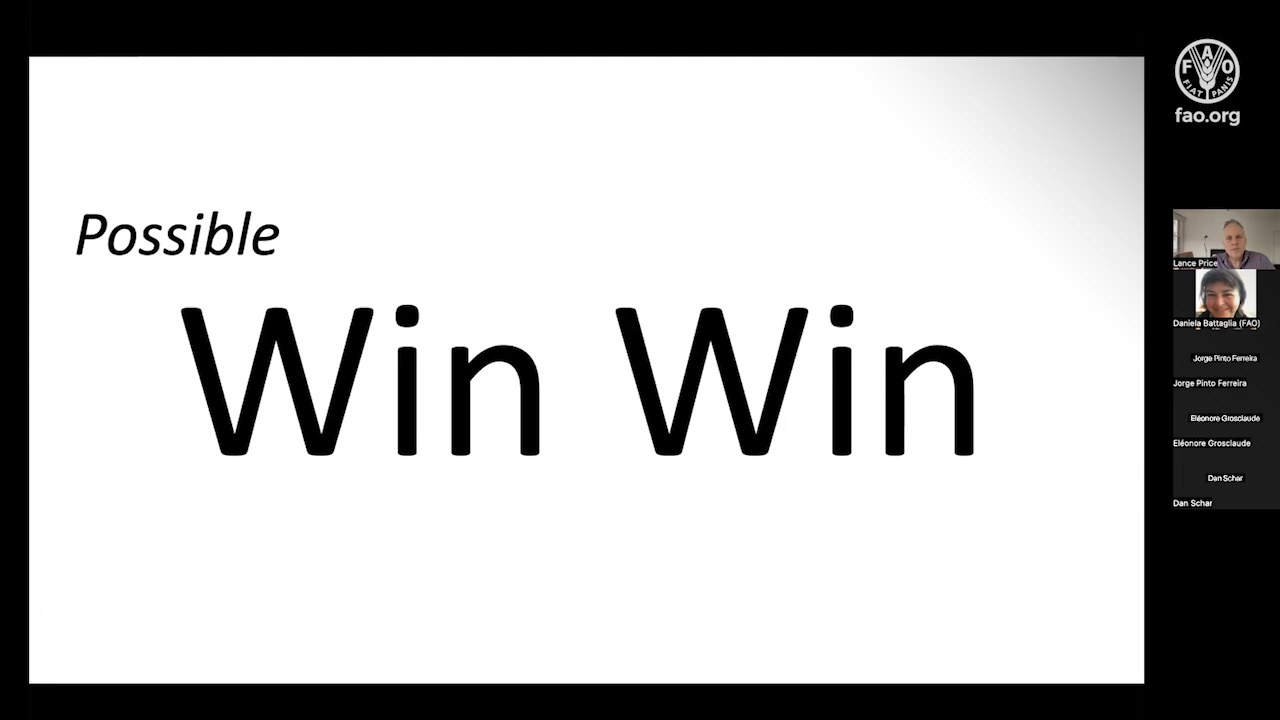 Possible
Win Win
FAO
FIAT PANIS
fao.org
Lance Price
Daniela Battaglia (FAO)
Jorge Pinto Ferreira
Jorge Pinto Ferreira
Eléonore Grosclaude
Eléonore Grosclaude
Dan Schar
Dan Schar